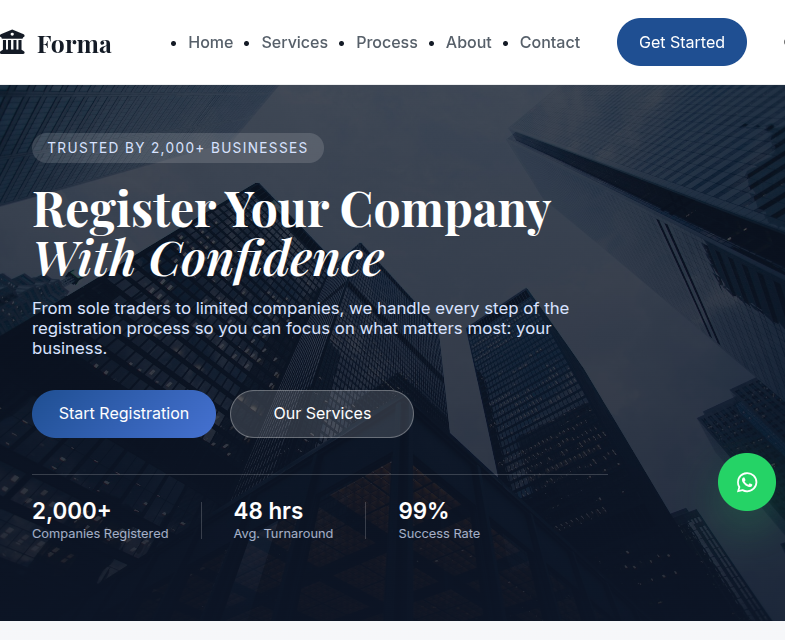 Forma
Home
Services
Process
About
Contact
Get Started
TRUSTED BY 2,000+ BUSINESSES
Register Your Company
With Confidence
From sole traders to limited companies, we handle every step of the
registration process so you can focus on what matters most: your
business.
Start Registration
Our Services
2,000+
Companies Registered
48 hrs
Avg. Turnaround
99%
Success Rate